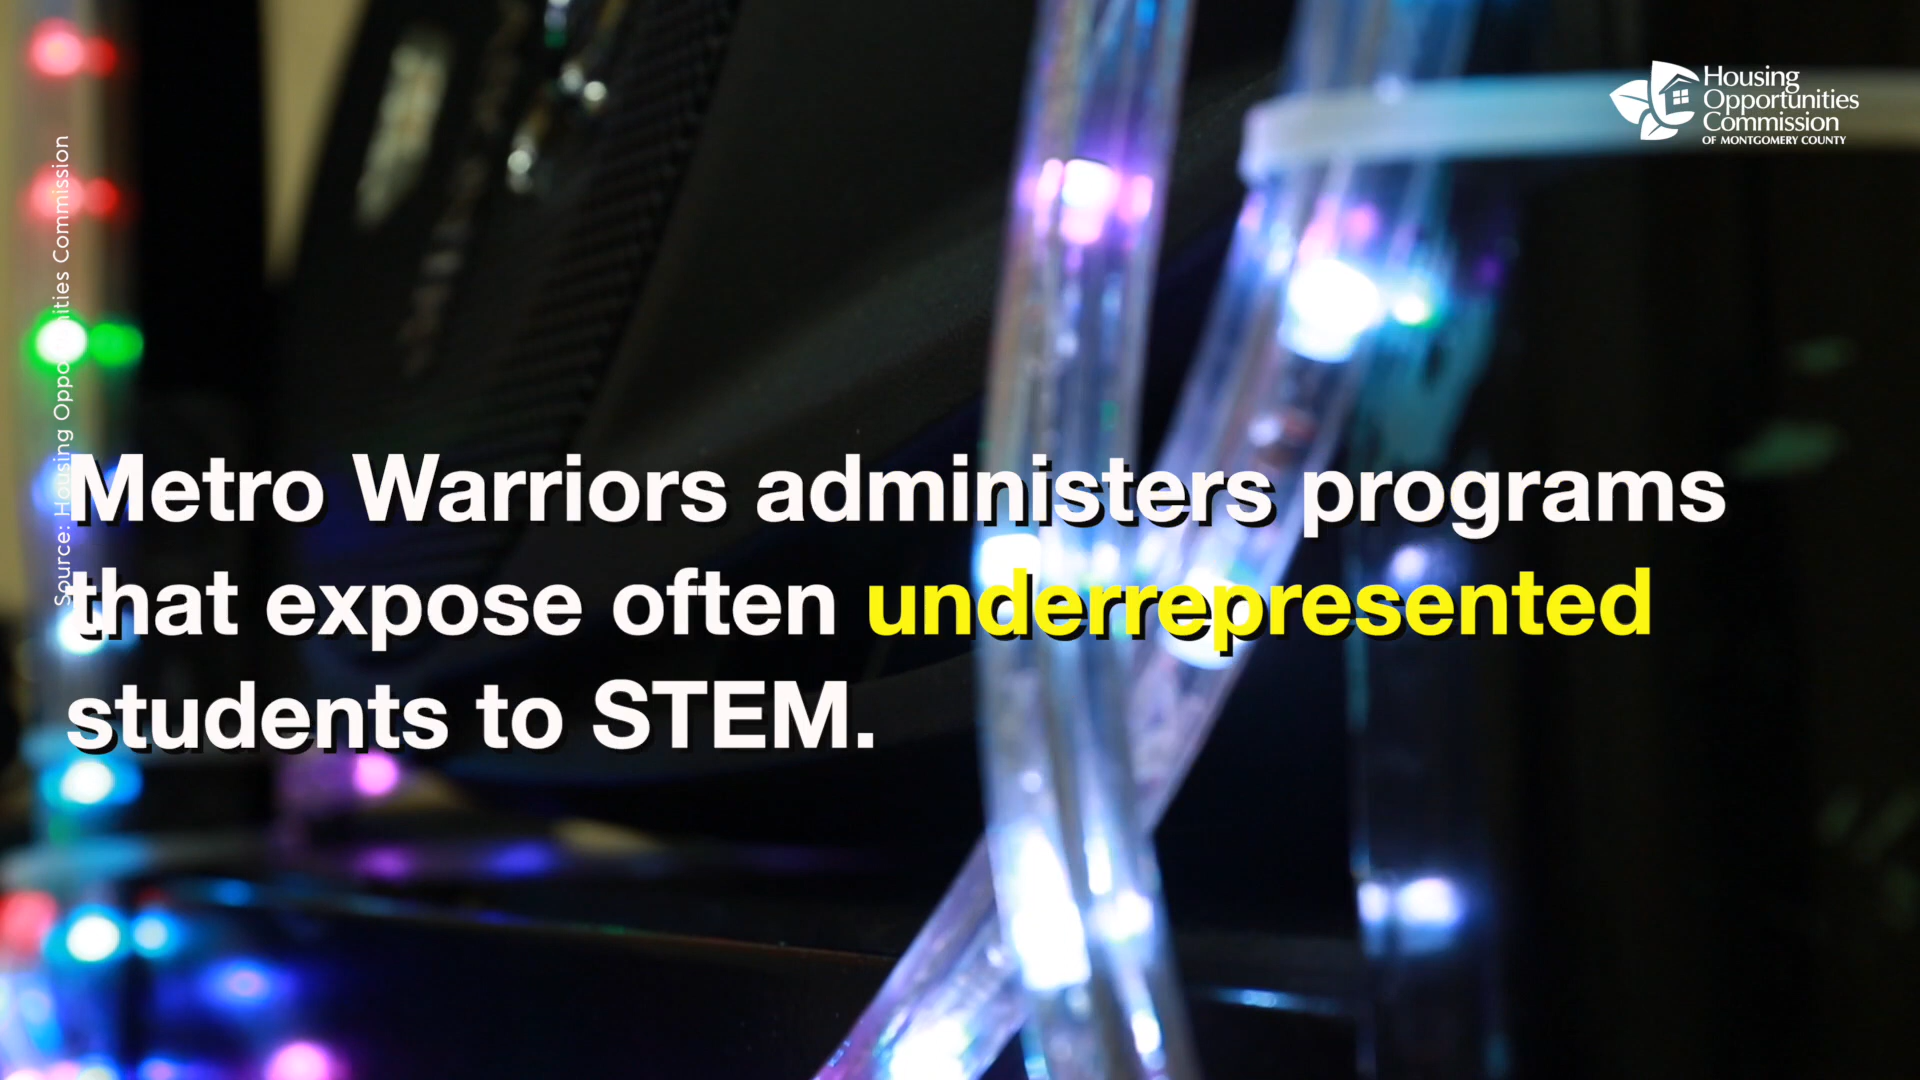 Housing
Opportunities
Commission
OF MONTGOMERY COUNTY
Source: Housing Opportunities Commission
Metro Warriors administers programs
that expose often underrepresented
students to STEM.